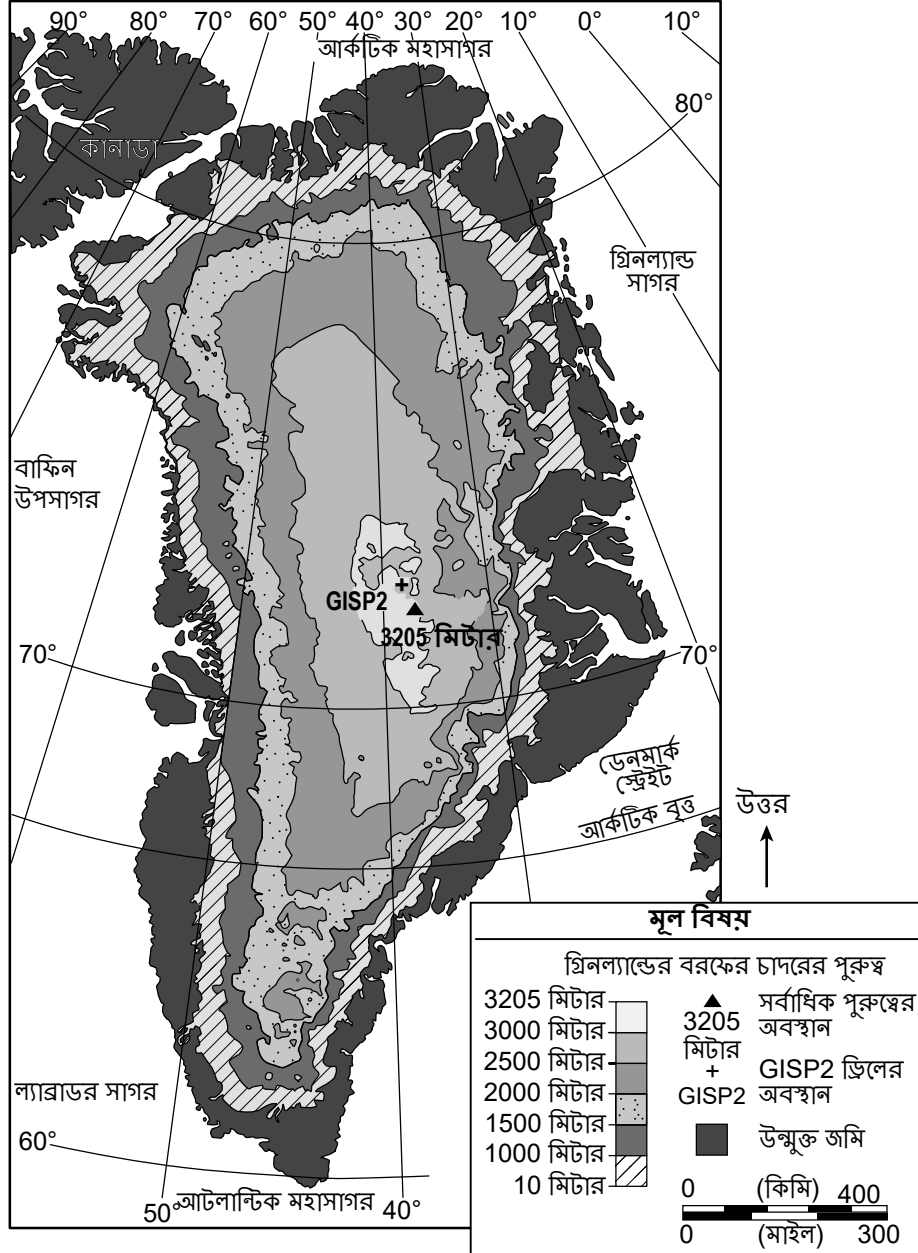 90° 80° 70° 60° 50° 40° 30° 20° 10° 0° 10°
আর্কটিক মহাসাগর
80°
কানাডা
গ্রিনল্যান্ড
সাগর
বাফিন
উপসাগর
GISP2 +
▲
3205 মিটার
70°
70°
ডেনমার্ক
স্ট্রেইট
আর্কটিক বৃত্ত
উত্তর
ল্যাব্রাডর সাগর
60°
50°
আটলান্টিক মহাসাগর
40°
মূল বিষয়
গ্রিনল্যান্ডের বরফের চাদরের পুরুত্ব
3205 মিটার
3000 মিটার
2500 মিটার
2000 মিটার
1500 মিটার
1000 মিটার
10 মিটার
▲
3205
মিটার
সর্বাধিক পুরুত্বের
অবস্থান
+
GISP2
GISP2 ড্রিলের
অবস্থান
উন্মুক্ত জমি
0 (কিমি) 400
0 (মাইল) 300